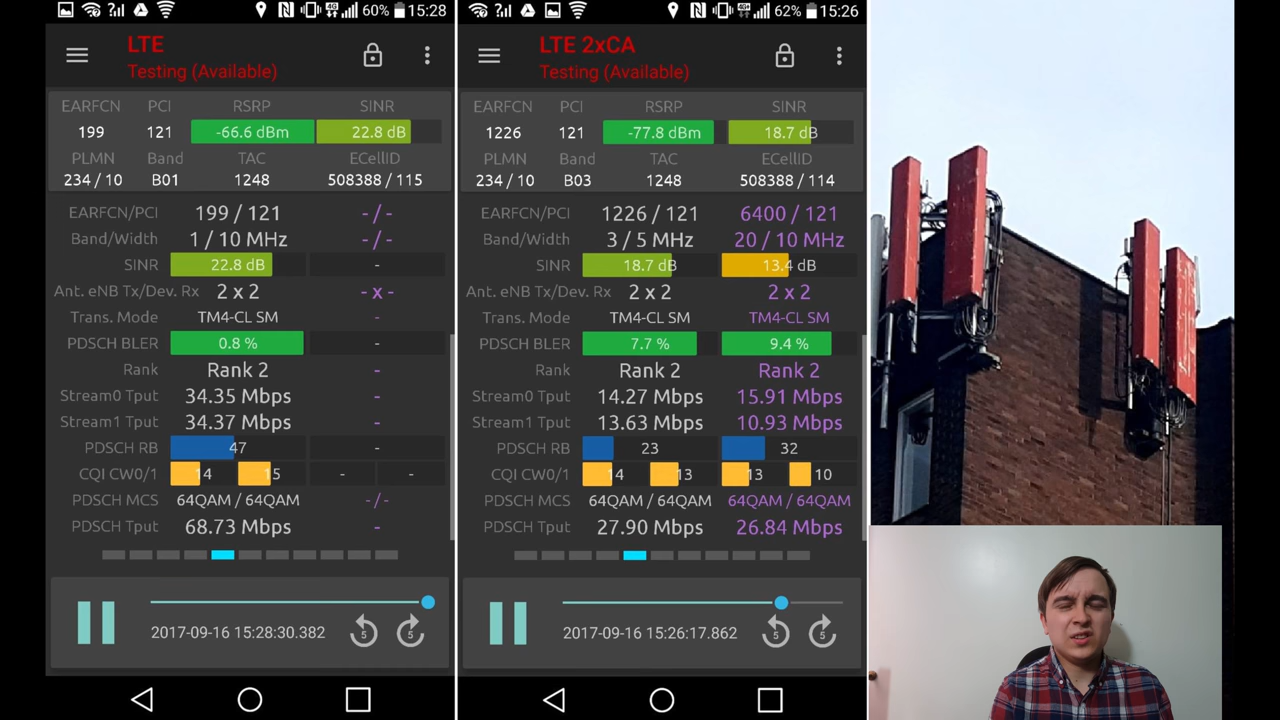 60% 15:28
LTE
Testing (Available)
EARFCN PCI RSRP SINR
199 121 -66.6 dBm 22.8 dB
PLMN Band TAC ECellID
234 / 10 B01 1248 508388 / 115
EARFCN/PCI 199 / 121 - / -
Band/Width 1 / 10 MHz - / -
SINR 22.8 dB -
Ant. eNB Tx/Dev. Rx 2 x 2 - x -
Trans. Mode TM4-CL SM -
PDSCH BLER 0.8 % -
Rank Rank 2 -
Stream0 Tput 34.35 Mbps -
Stream1 Tput 34.37 Mbps -
PDSCH RB 47 -
CQI CW0/1 14 15 - -
PDSCH MCS 64QAM / 64QAM - / -
PDSCH Tput 68.73 Mbps -
5 5
2017-09-16 15:28:30.382
62% 15:26
LTE 2xCA
Testing (Available)
EARFCN PCI RSRP SINR
1226 121 -77.8 dBm 18.7 dB
PLMN Band TAC ECellID
234 / 10 B03 1248 508388 / 114
EARFCN/PCI 1226 / 121 6400 / 121
Band/Width 3 / 5 MHz 20 / 10 MHz
SINR 18.7 dB 13.4 dB
Ant. eNB Tx/Dev. Rx 2 x 2 2 x 2
Trans. Mode TM4-CL SM TM4-CL SM
PDSCH BLER 7.7 % 9.4 %
Rank Rank 2 Rank 2
Stream0 Tput 14.27 Mbps 15.91 Mbps
Stream1 Tput 13.63 Mbps 10.93 Mbps
PDSCH RB 23 32
CQI CW0/1 14 13 13 10
PDSCH MCS 64QAM / 64QAM 64QAM / 64QAM
PDSCH Tput 27.90 Mbps 26.84 Mbps
2017-09-16 15:26:17.862
5 5